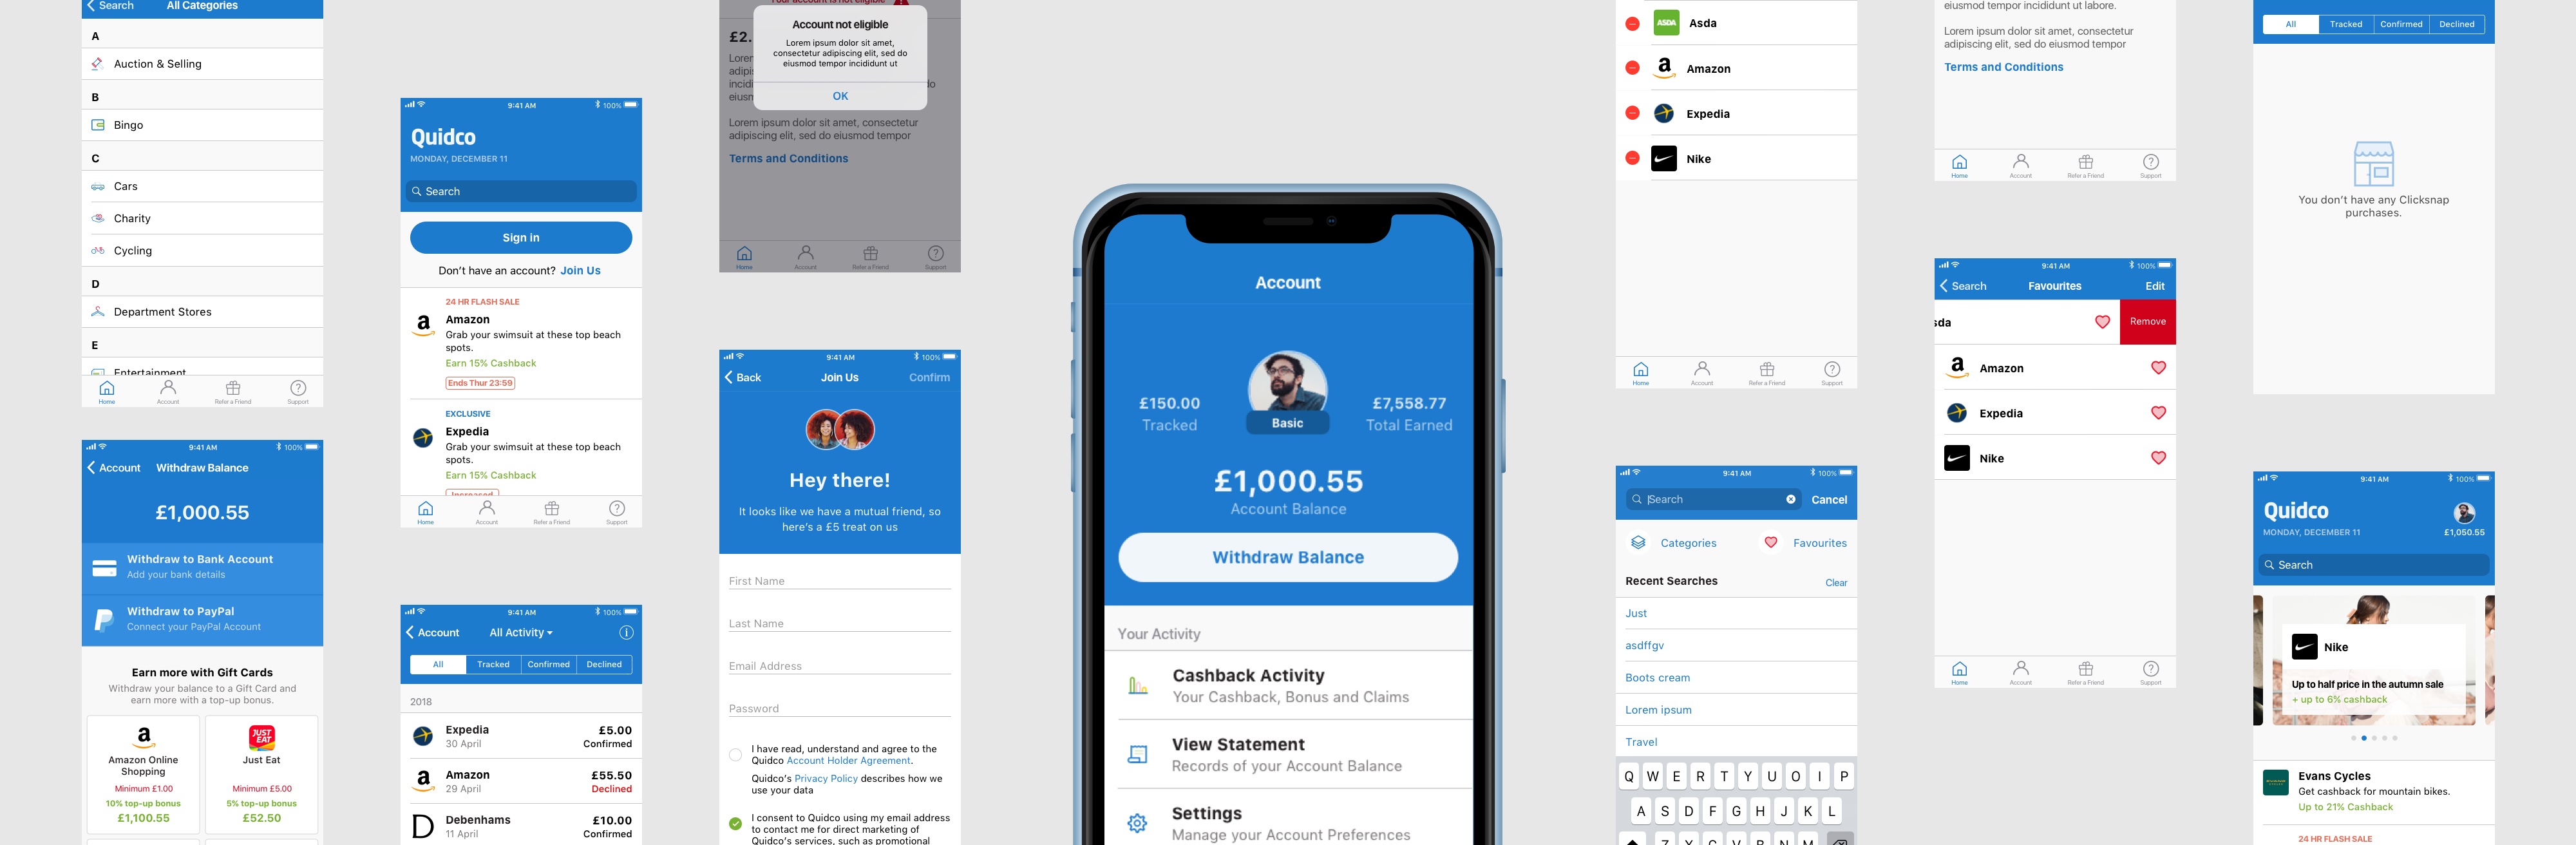 Search
All Categories
A
Auction & Selling
B
Bingo
C
Cars
Charity
Cycling
D
Department Stores
E
Entertainment
Home
Account
Refer a Friend
Support
9:41 AM
100%
Account
Withdraw Balance
£1,000.55
Withdraw to Bank Account
Add your bank details
Withdraw to PayPal
Connect your PayPal Account
Earn more with Gift Cards
Withdraw your balance to a Gift Card and
earn more with a top-up bonus.
Amazon Online
Shopping
Minimum £1.00
10% top-up bonus
£1,100.55
JUST
EAT
Just Eat
Minimum £5.00
5% top-up bonus
£52.50
9:41 AM
100%
Quidco
MONDAY, DECEMBER 11
Search
Sign in
Don't have an account? Join Us
24 HR FLASH SALE
Amazon
Grab your swimsuit at these top beach
spots.
Earn 15% Cashback
Ends Thur 23:59
EXCLUSIVE
Expedia
Grab your swimsuit at these top beach
spots.
Earn 15% Cashback
Increased
Home
Account
Refer a Friend
Support
9:41 AM
100%
Account
All Activity
All
Tracked
Confirmed
Declined
2018
Expedia
£5.00
30 April
Confirmed
Amazon
£55.50
29 April
Declined
Debenhams
£10.00
11 April
Confirmed
Your account is not eligible
£2.
Account not eligible
Lorem ipsum dolor sit amet,
consectetur adipiscing elit, sed do
eiusmod tempor incididunt ut
OK
Lorem ipsum dolor sit amet, consectetur
adipiscing elit, sed do eiusmod tempor
Terms and Conditions
Home
Account
Refer a Friend
Support
9:41 AM
100%
Back
Join Us
Confirm
Hey there!
It looks like we have a mutual friend, so
here's a £5 treat on us
First Name
Last Name
Email Address
Password
I have read, understand and agree to the
Quidco Account Holder Agreement.
Quidco's Privacy Policy describes how we
use your data
I consent to Quidco using my email address
to contact me for direct marketing of
Quidco's services, such as promotional
Account
£150.00
Tracked
Basic
£7,558.77
Total Earned
£1,000.55
Account Balance
Withdraw Balance
Your Activity
Cashback Activity
Your Cashback, Bonus and Claims
View Statement
Records of your Account Balance
Settings
Manage your Account Preferences
ASDA
Asda
Amazon
Expedia
Nike
Home
Account
Refer a Friend
Support
9:41 AM
100%
Search
Cancel
Categories
Favourites
Recent Searches
Clear
Just
asdffgv
Boots cream
Lorem ipsum
Travel
Q W E R T Y U O I P
A S D F G H J K L
Z X C V B N M
eiusmod tempor incididunt ut labore.
Lorem ipsum dolor sit amet, consectetur
adipiscing elit, sed do eiusmod tempor
Terms and Conditions
Home
Account
Refer a Friend
Support
9:41 AM
100%
Search
Favourites
Edit
sda
Remove
Amazon
Expedia
Nike
Home
Account
Refer a Friend
Support
All
Tracked
Confirmed
Declined
You don't have any Clicksnap
purchases.
9:41 AM
100%
Quidco
MONDAY, DECEMBER 11
£1,050.55
Search
Nike
Up to half price in the autumn sale
+ up to 6% cashback
Evans Cycles
Get cashback for mountain bikes.
Up to 21% Cashback
24 HR FLASH SALE